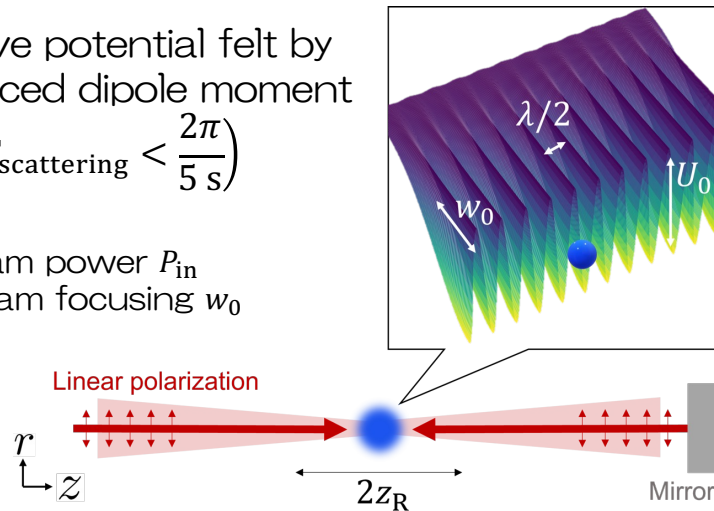 ve potential felt by
ced dipole moment
scattering < 2π/5 s)
am power P_in
am focusing w_0
λ/2
w_0
U_0
Linear polarization
r
z
2z_R
Mirror